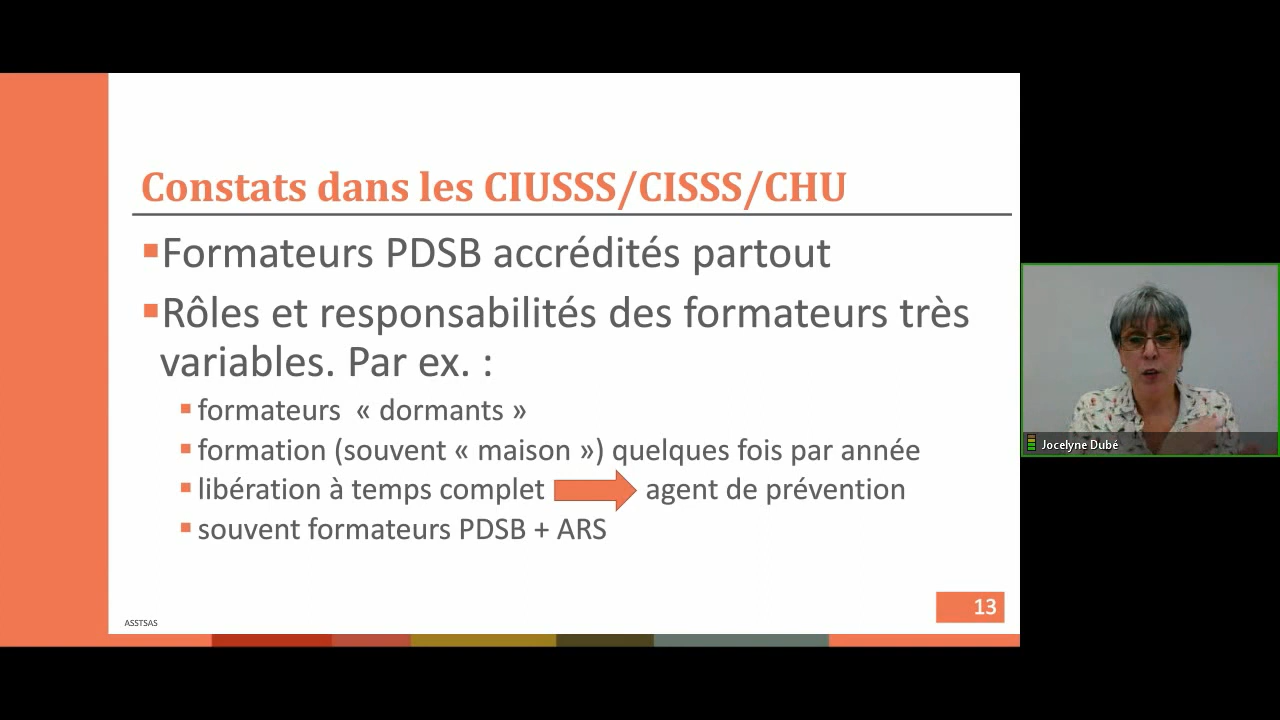 Constats dans les CIUSSS/CISSS/CHU
Formateurs PDSB accrédités partout
Rôles et responsabilités des formateurs très
variables. Par ex. :
formateurs « dormants »
formation (souvent « maison ») quelques fois par année
libération à temps complet agent de prévention
souvent formateurs PDSB + ARS
13
ASSTSAS
Jocelyne Dubé